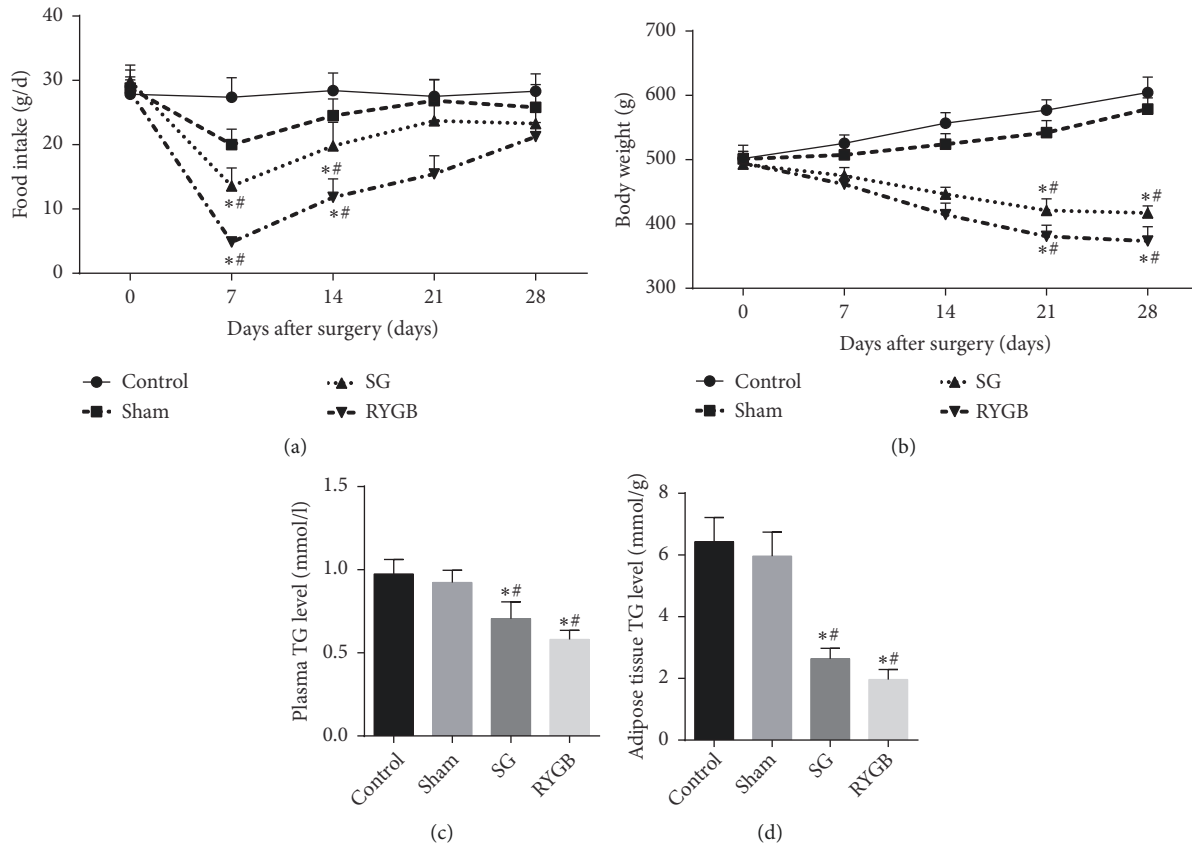 40
30
20
10
0
Food intake (g/d)
*#
*#
*#
*#
0 7 14 21 28
Days after surgery (days)
Control SG
Sham RYGB
(a)
700
600
500
400
300
Body weight (g)
*#
*#
*#
*#
0 7 14 21 28
Days after surgery (days)
Control SG
Sham RYGB
(b)
1.5
1.0
0.5
0.0
Plasma TG level (mmol/l)
*#
*#
Control Sham SG RYGB
(c)
8
6
4
2
0
Adipose tissue TG level (mmol/g)
*#
*#
Control Sham SG RYGB
(d)